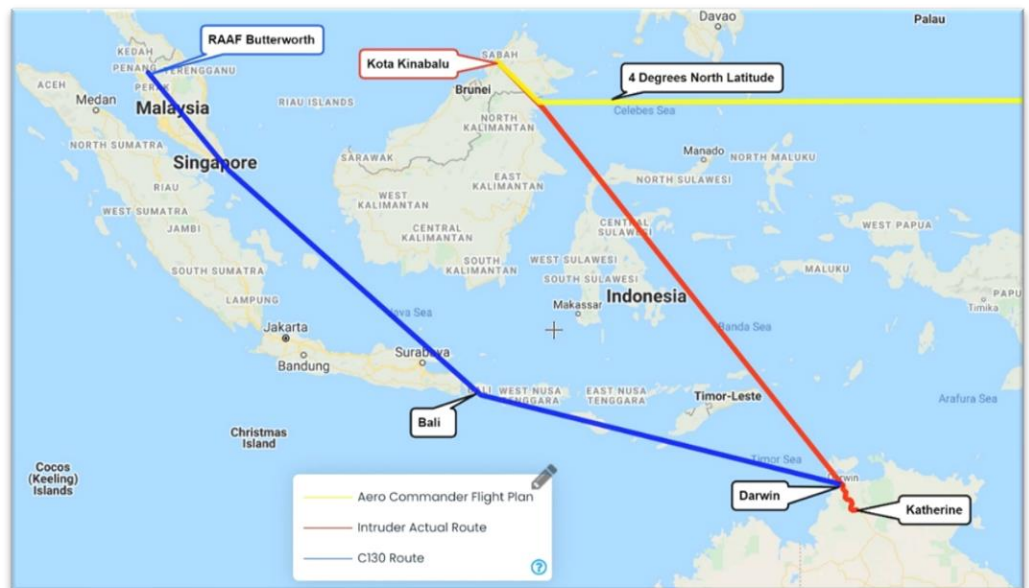 Davao
Palau
RAAF Butterworth
KEDAH
PENANG
TERENGGANU
SABAH
Kota Kinabalu
ACEH
PERAK
4 Degrees North Latitude
Medan
Malaysia
RIAU ISLANDS
Brunei
Celebes Sea
NORTH
KALIMANTAN
NORTH SUMATRA
Singapore
SARAWAK
Manado
NORTH MALUKU
RIAU
EAST
KALIMANTAN
NORTH SULAWESI
WEST
KALIMANTAN
WEST SUMATRA
JAMBI
CENTRAL
KALIMANTAN
CENTRAL
SULAWESI
WEST PAPUA
SOUTH SUMATRA
SOUTH
KALIMANTAN
WEST SULAWESI
SOUTH SULAWESI
MALUKU
LAMPUNG
Makassar
Indonesia
PAPU
Timika
Java Sea
Banda Sea
Jakarta
Bandung
Surabaya
BALI
WEST NUSA
TENGGARA
EAST NUSA
TENGGARA
Timor-Leste
Arafura Sea
Bali
Christmas
Island
Timor Sea
Cocos
(Keeling)
Islands
Darwin
Darwin
Katherine
Aero Commander Flight Plan
Intruder Actual Route
C130 Route
?